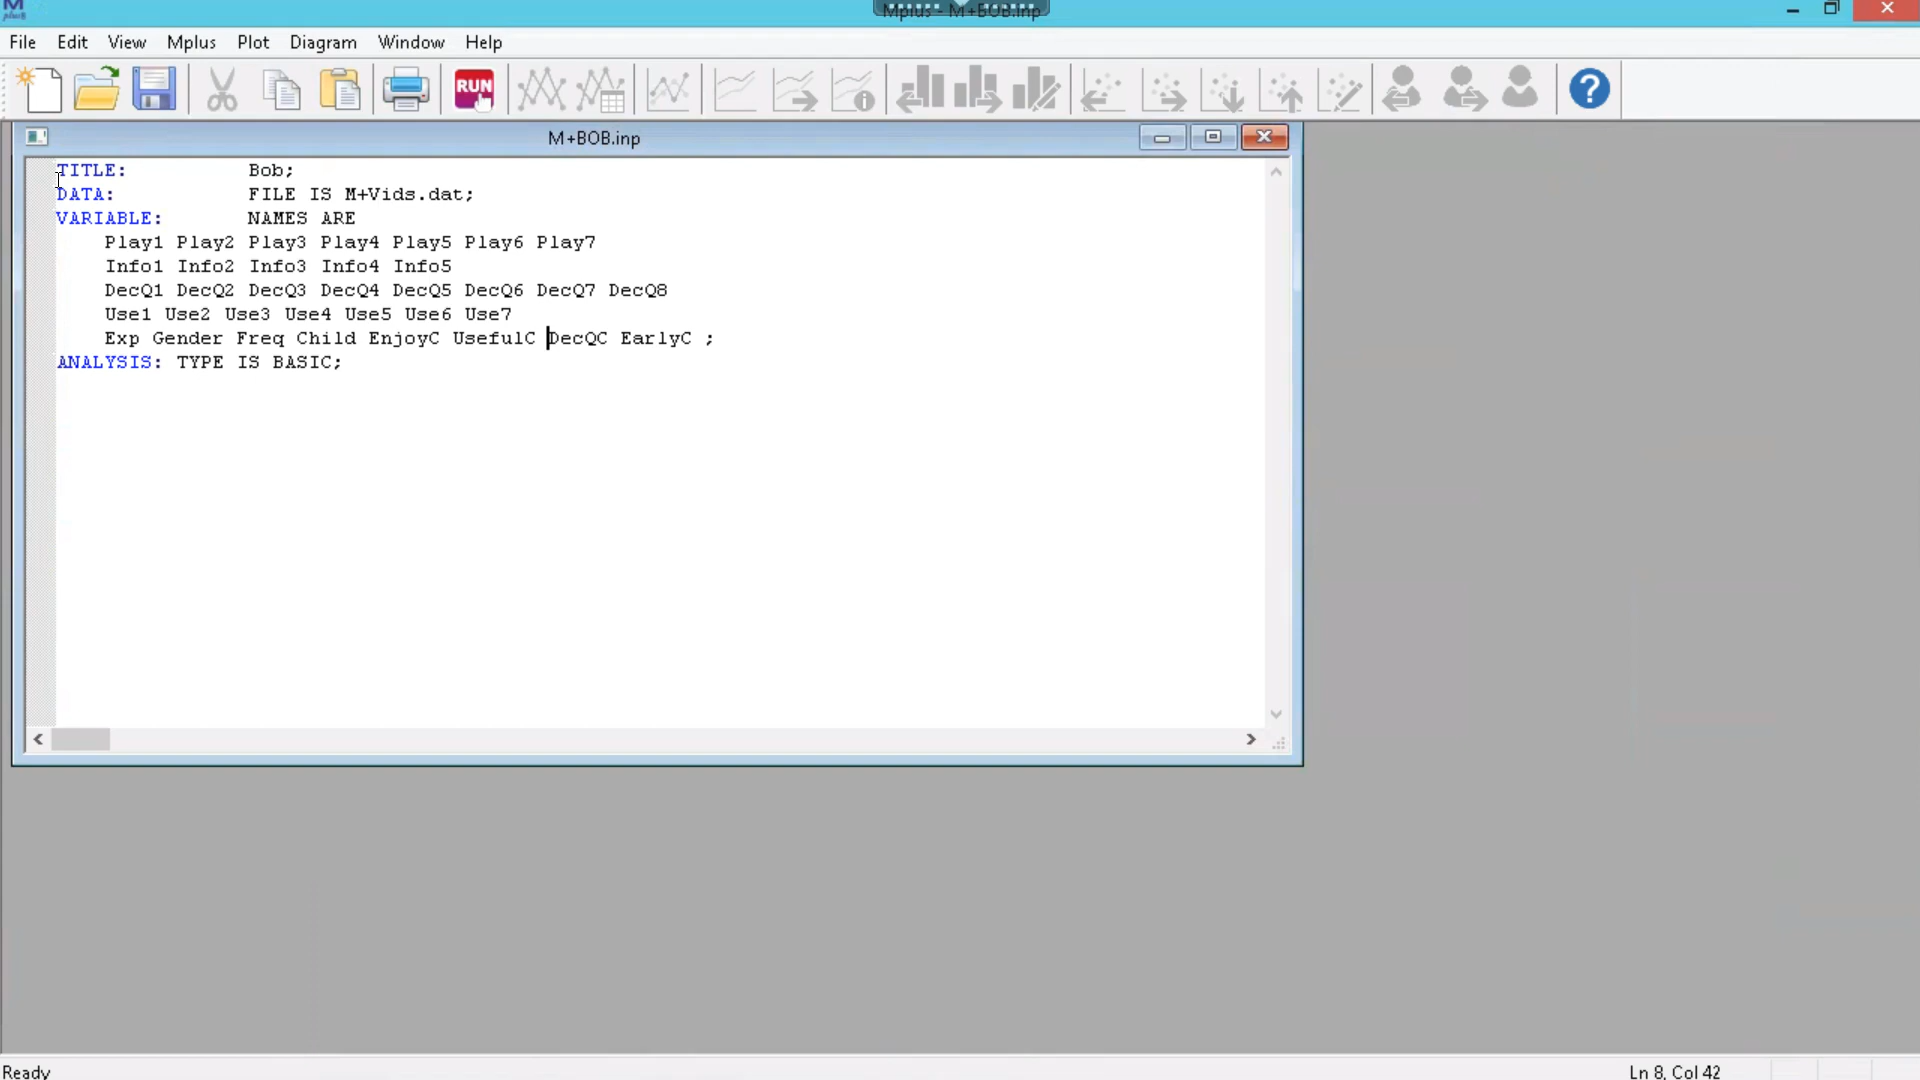 Mplus - M+BOB.inp
File Edit View Mplus Plot Diagram Window Help
RUN
M+BOB.inp
TITLE: Bob;
DATA: FILE IS M+Vids.dat;
VARIABLE: NAMES ARE
Play1 Play2 Play3 Play4 Play5 Play6 Play7
Info1 Info2 Info3 Info4 Info5
DecQ1 DecQ2 DecQ3 DecQ4 DecQ5 DecQ6 DecQ7 DecQ8
Use1 Use2 Use3 Use4 Use5 Use6 Use7
Exp Gender Freq Child EnjoyC UsefulC DecQC EarlyC ;
ANALYSIS: TYPE IS BASIC;
Ready Ln 8, Col 42